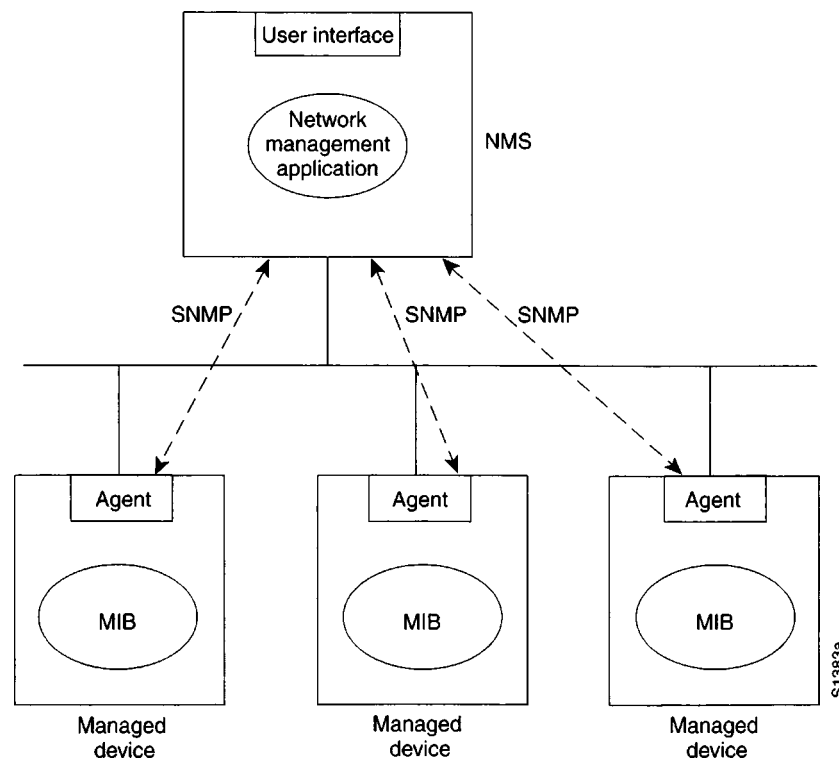 User interface
Network
management
application
NMS
SNMP
SNMP
SNMP
Agent
Agent
Agent
MIB
MIB
MIB
S1383a
Managed
device
Managed
device
Managed
device